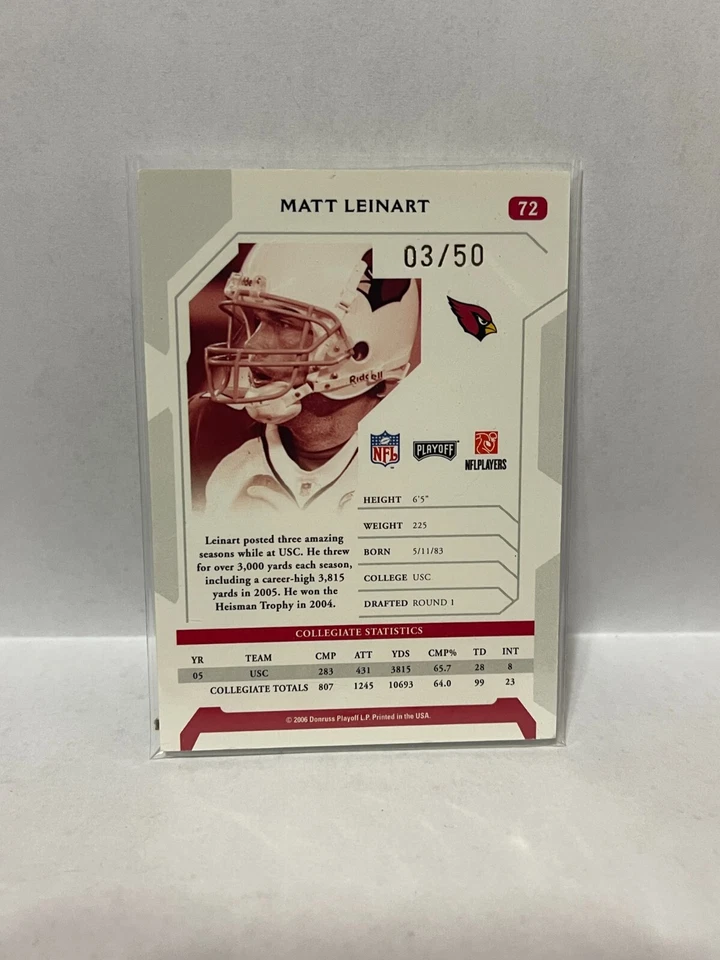 MATT LEINART
72
03/50
Riddell
Riddell
NFL
PLAYOFF
NFLPLAYERS
HEIGHT 6'5"
WEIGHT 225
BORN 5/11/83
COLLEGE USC
DRAFTED ROUND 1
Leinart posted three amazing
seasons while at USC. He threw
for over 3,000 yards each season,
including a career-high 3,815
yards in 2005. He won the
Heisman Trophy in 2004.
COLLEGIATE STATISTICS
YR TEAM CMP ATT YDS CMP% TD INT
05 USC 283 431 3815 65.7 28 8
COLLEGIATE TOTALS 807 1245 10693 64.0 99 23
© 2006 Donruss Playoff L.P. Printed in the USA.